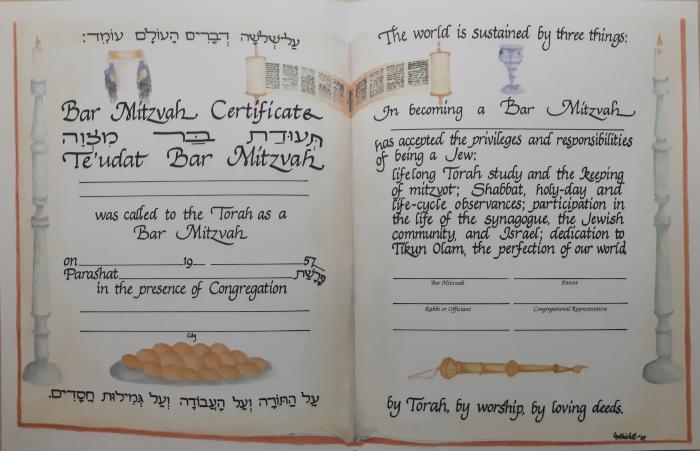 עַל-שְׁלֹשָׁה דְבָרִים הָעוֹלָם עוֹמֵד:
Bar Mitzvah Certificate
תְּעוּדַת בַּר מִצְוָה
Te'udat Bar Mitzvah
was called to the Torah as a
Bar Mitzvah
on 19 57
Parashat פָּרָשַׁת
in the presence of Congregation
City
עַל הַתּוֹרָה וְעַל הָעֲבוֹדָה וְעַל גְּמִילוּת חֲסָדִים.
The world is sustained by three things:
In becoming a Bar Mitzvah
has accepted the privileges and responsibilities
of being a Jew:
lifelong Torah study and the keeping
of mitzvot; Shabbat, holy-day and
life-cycle observances; participation in
the life of the synagogue, the Jewish
community, and Israel; dedication to
Tikun Olam, the perfection of our world
Bar Mitzvah Parent
Rabbi or Officiant Congregational Representative
by Torah, by worship, by loving deeds.